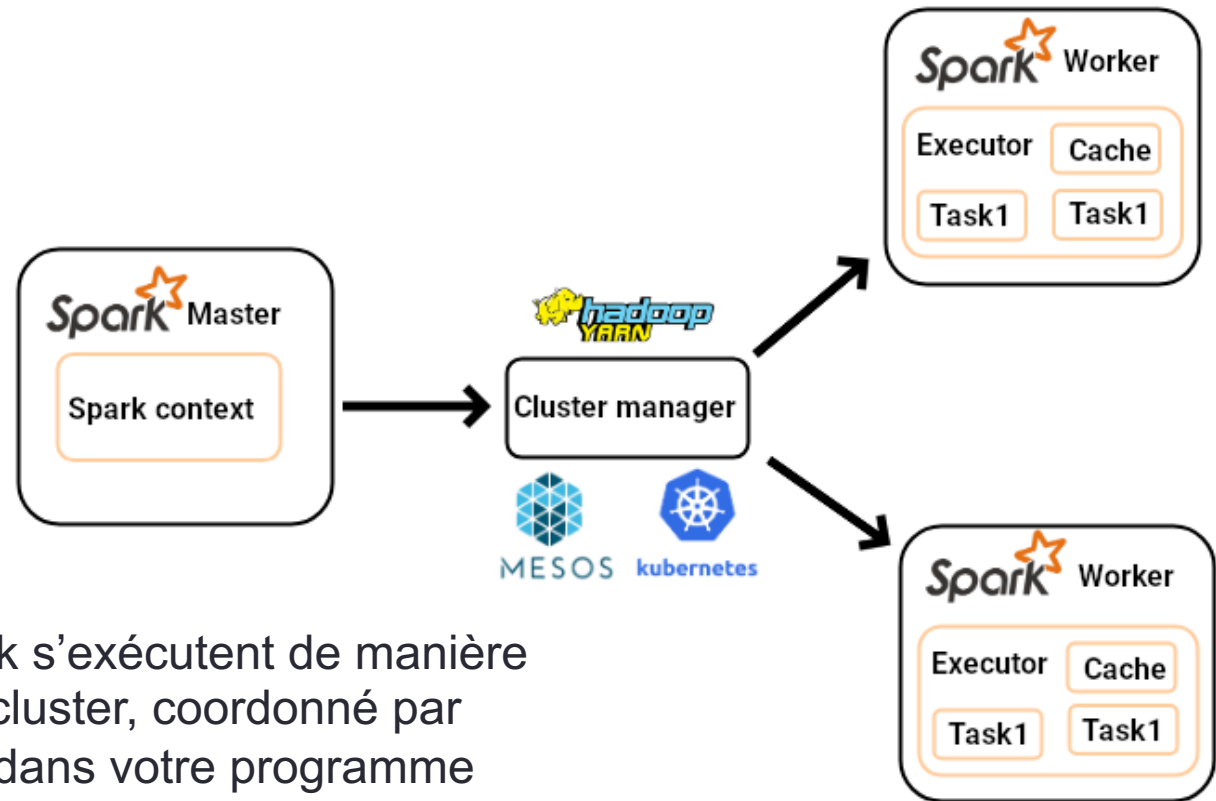 Spark Worker
Executor
Cache
Task1
Task1
Spark Master
Spark context
hadoop
YARN
Cluster manager
MESOS
kubernetes
Spark Worker
Executor
Cache
Task1
Task1
k s’exécutent de manière
cluster, coordonné par
dans votre programme